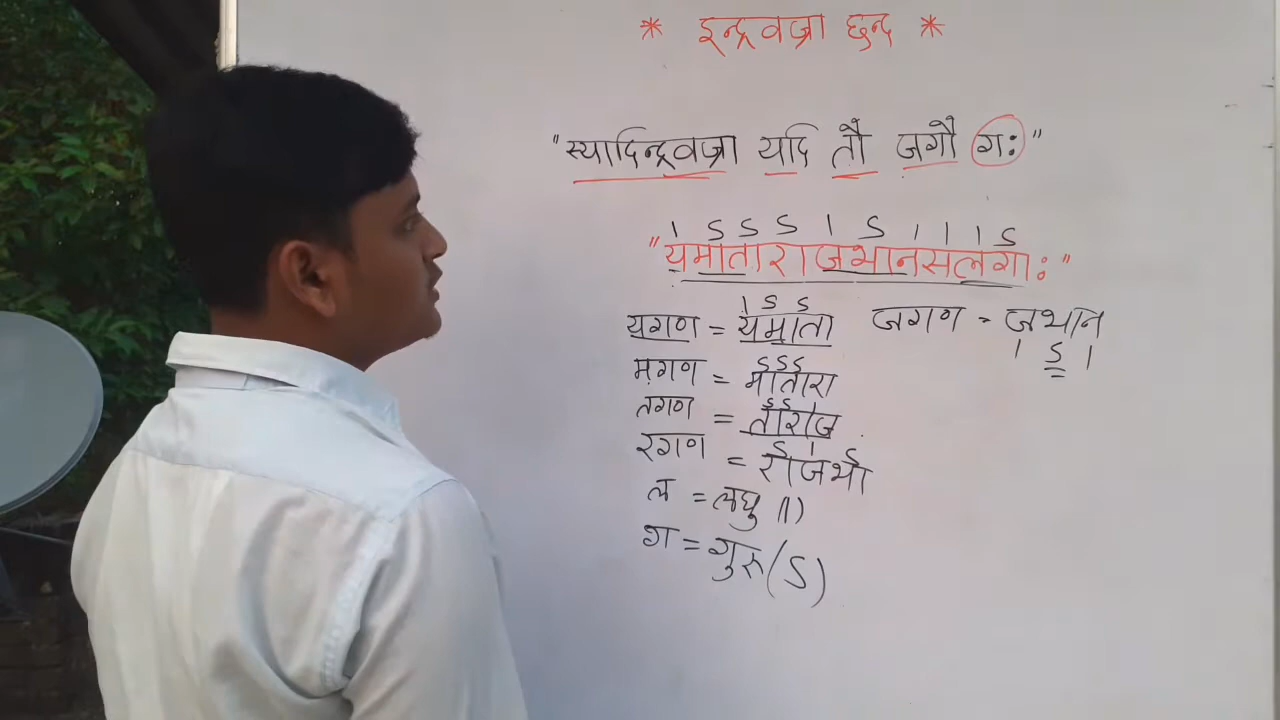 * इन्द्रवज्रा छन्द *
"स्यादिन्द्रवज्रा यदि तौ जगौ गः"
। S S S । S । । । S
"यमाताराजभानसलगाः"
। S S
यगण = यमाता जगण = जभान
। S ।
S S S
मगण = मातारा
S S ।
तगण = ताराज
S । S
रगण = राजभा
ल = लघु (।)
ग = गुरू (S)